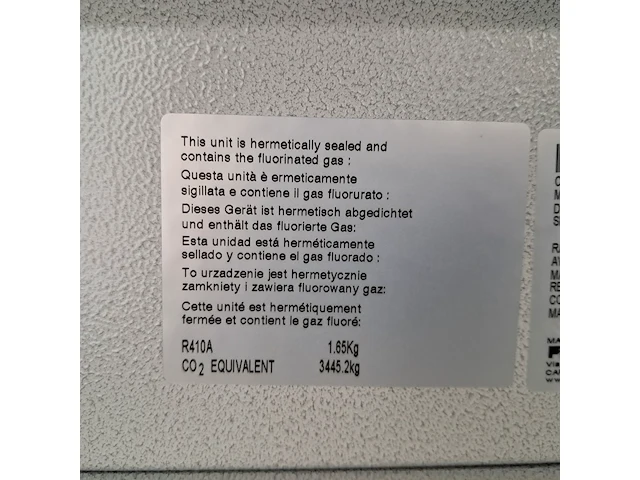 This unit is hermetically sealed and
contains the fluorinated gas :
Questa unità è ermeticamente
sigillata e contiene il gas fluorurato :
Dieses Gerät ist hermetisch abgedichtet
und enthält das fluorierte Gas:
Esta unidad está herméticamente
sellado y contiene el gas fluorado :
To urzadzenie jest hermetycznie
zamknięty i zawiera fluorowany gaz:
Cette unité est hermétiquement
fermée et contient le gaz fluoré:
R410A 1.65Kg
CO2 EQUIVALENT 3445.2kg